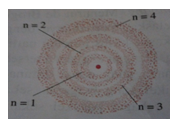 n = 4
n = 2
n = 1
n = 3